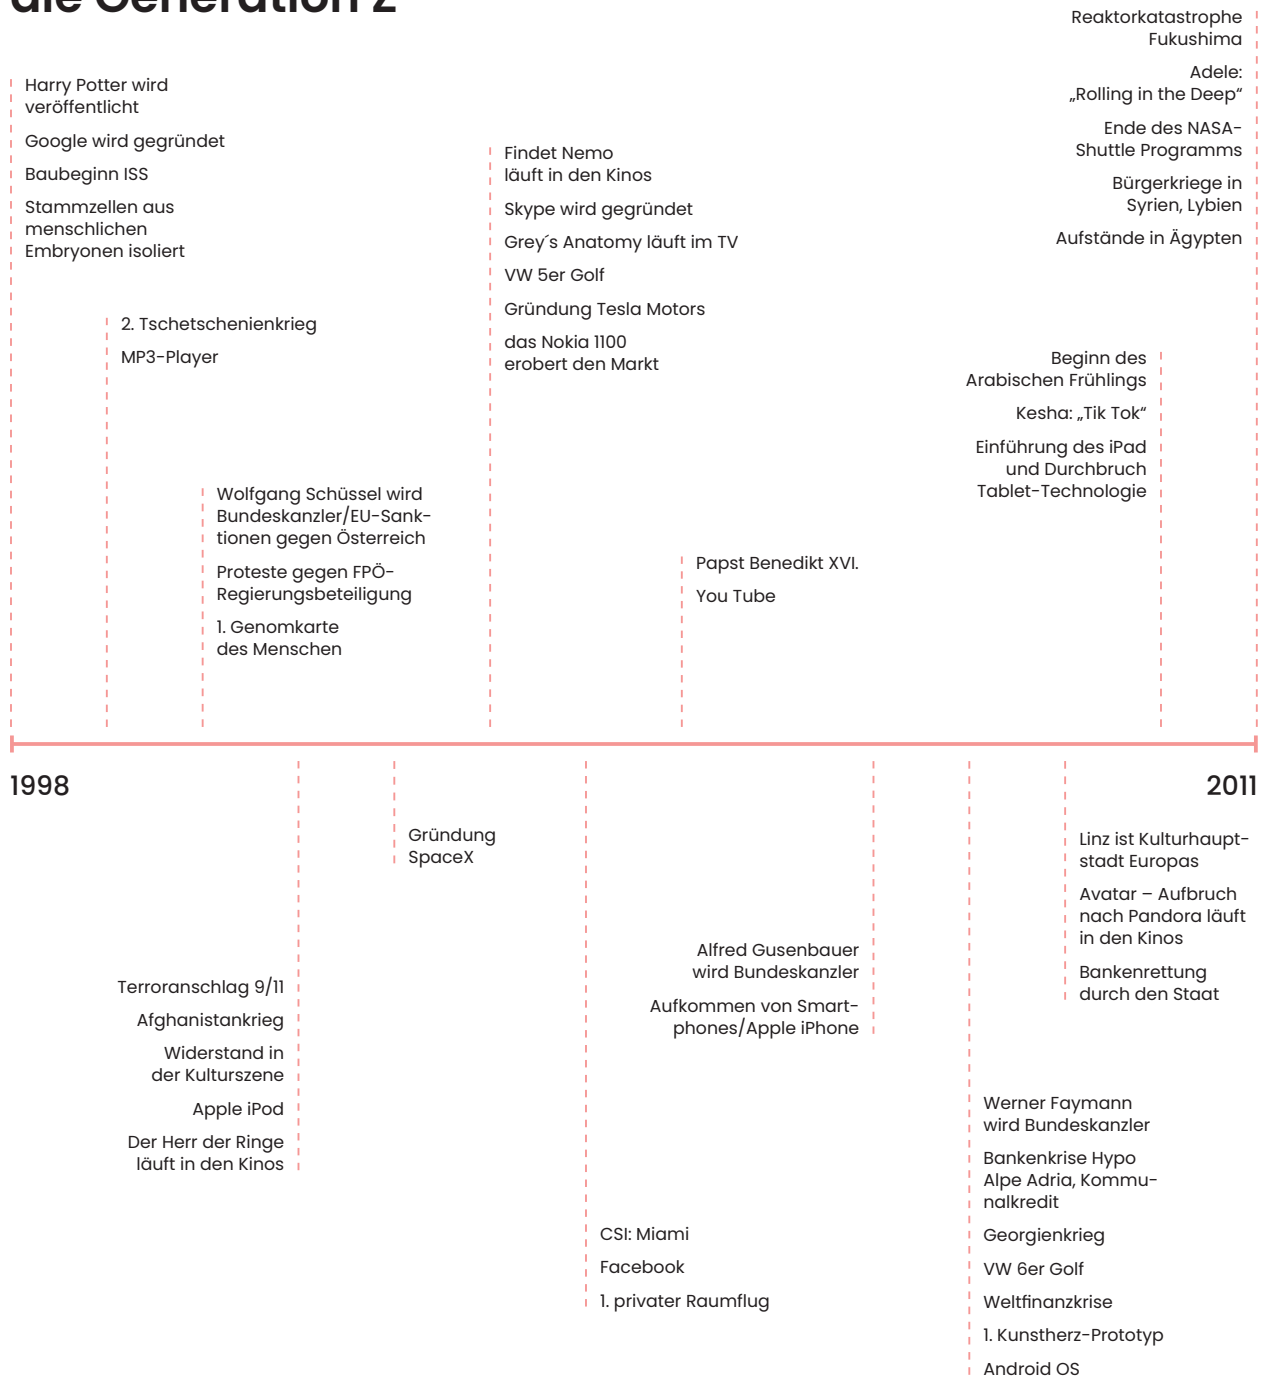 die Generation Z
Reaktorkatastrophe
Fukushima
Adele:
„Rolling in the Deep“
Ende des NASA-
Shuttle Programms
Bürgerkriege in
Syrien, Lybien
Aufstände in Ägypten
Harry Potter wird
veröffentlicht
Google wird gegründet
Baubeginn ISS
Stammzellen aus
menschlichen
Embryonen isoliert
Findet Nemo
läuft in den Kinos
Skype wird gegründet
Grey´s Anatomy läuft im TV
VW 5er Golf
Gründung Tesla Motors
das Nokia 1100
erobert den Markt
2. Tschetschenienkrieg
MP3-Player
Beginn des
Arabischen Frühlings
Kesha: „Tik Tok“
Einführung des iPad
und Durchbruch
Tablet-Technologie
Wolfgang Schüssel wird
Bundeskanzler/EU-Sank-
tionen gegen Österreich
Proteste gegen FPÖ-
Regierungsbeteiligung
1. Genomkarte
des Menschen
Papst Benedikt XVI.
You Tube
1998
2011
Gründung
SpaceX
Linz ist Kulturhaupt-
stadt Europas
Avatar – Aufbruch
nach Pandora läuft
in den Kinos
Bankenrettung
durch den Staat
Alfred Gusenbauer
wird Bundeskanzler
Aufkommen von Smart-
phones/Apple iPhone
Terroranschlag 9/11
Afghanistankrieg
Widerstand in
der Kulturszene
Apple iPod
Der Herr der Ringe
läuft in den Kinos
Werner Faymann
wird Bundeskanzler
Bankenkrise Hypo
Alpe Adria, Kommu-
nalkredit
Georgienkrieg
VW 6er Golf
Weltfinanzkrise
1. Kunstherz-Prototyp
Android OS
CSI: Miami
Facebook
1. privater Raumflug